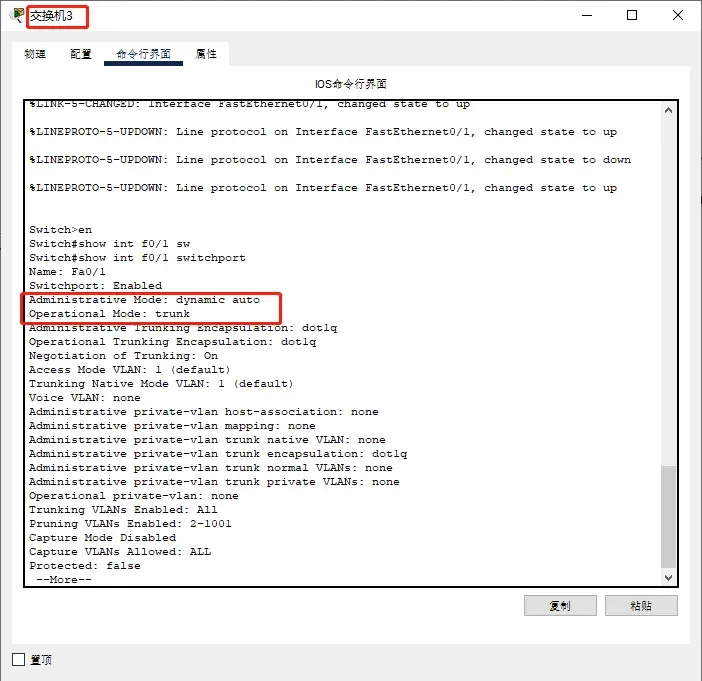 交换机3
物理 配置 命令行界面 属性
IOS命令行界面
%LINK-5-CHANGED: Interface FastEthernet0/1, changed state to up
%LINEPROTO-5-UPDOWN: Line protocol on Interface FastEthernet0/1, changed state to up
%LINEPROTO-5-UPDOWN: Line protocol on Interface FastEthernet0/1, changed state to down
%LINEPROTO-5-UPDOWN: Line protocol on Interface FastEthernet0/1, changed state to up
Switch>en
Switch#show int f0/1 sw
Switch#show int f0/1 switchport
Name: Fa0/1
Switchport: Enabled
Administrative Mode: dynamic auto
Operational Mode: trunk
Administrative Trunking Encapsulation: dot1q
Operational Trunking Encapsulation: dot1q
Negotiation of Trunking: On
Access Mode VLAN: 1 (default)
Trunking Native Mode VLAN: 1 (default)
Voice VLAN: none
Administrative private-vlan host-association: none
Administrative private-vlan mapping: none
Administrative private-vlan trunk native VLAN: none
Administrative private-vlan trunk encapsulation: dot1q
Administrative private-vlan trunk normal VLANs: none
Administrative private-vlan trunk private VLANs: none
Operational private-vlan: none
Trunking VLANs Enabled: All
Pruning VLANs Enabled: 2-1001
Capture Mode Disabled
Capture VLANs Allowed: ALL
Protected: false
--More--
复制 粘贴
置顶